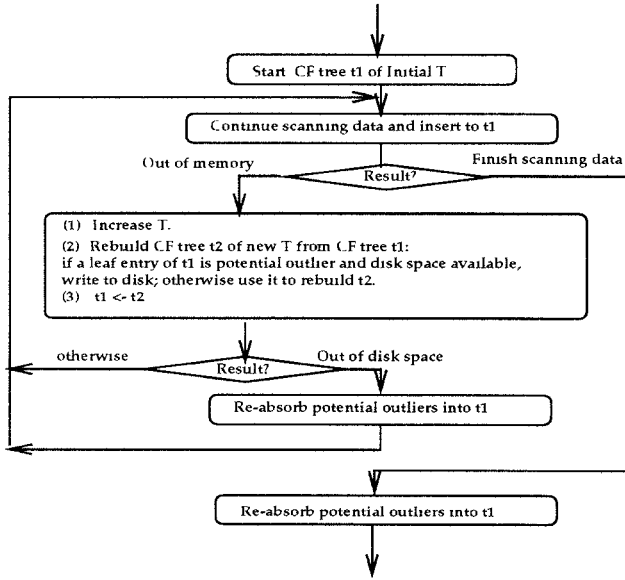 Start CF tree t1 of Initial T
Continue scanning data and insert to t1
Out of memory
Result?
Finish scanning data
(1) Increase T.
(2) Rebuild CF tree t2 of new T from CF tree t1:
if a leaf entry of t1 is potential outlier and disk space available,
write to disk; otherwise use it to rebuild t2.
(3) t1 <- t2
otherwise
Result?
Out of disk space
Re-absorb potential outliers into t1
Re-absorb potential outliers into t1